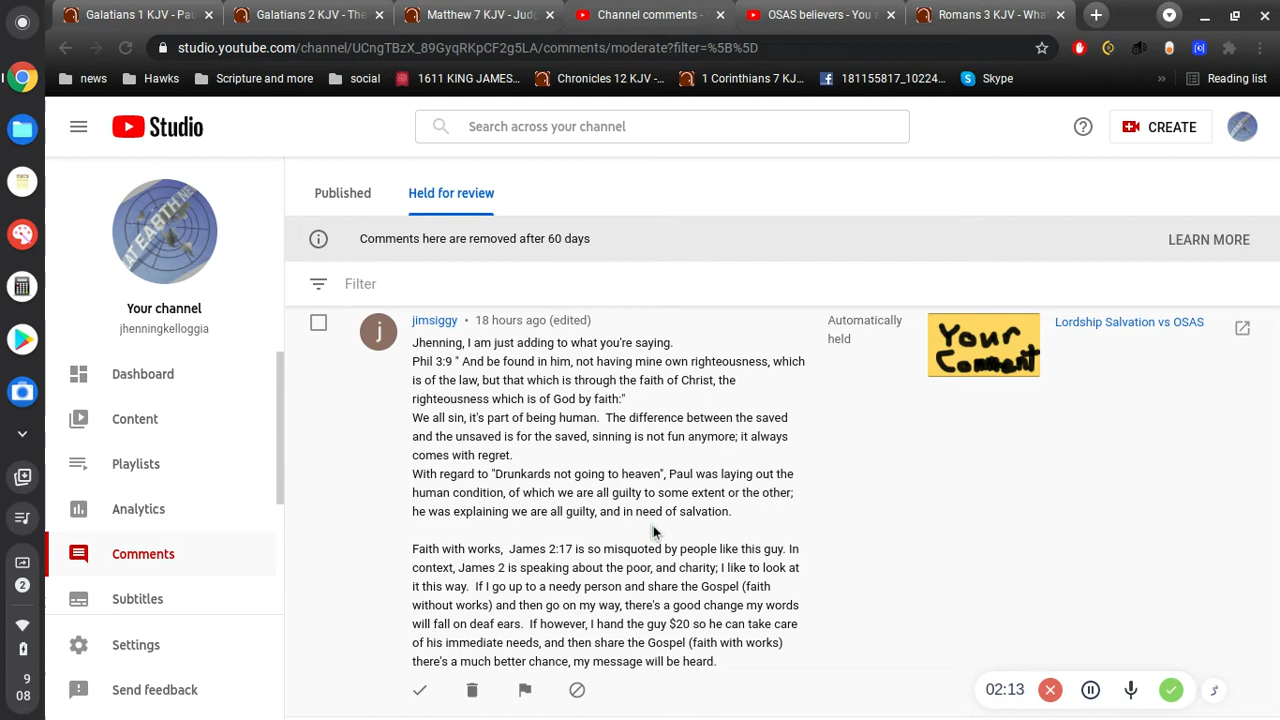 Galatians 1 KJV - Pau
Galatians 2 KJV - The
Matthew 7 KJV - Judg
Channel comments -
OSAS believers - You a
Romans 3 KJV - What
studio.youtube.com/channel/UCngTBzX_89GyqRKpCF2g5LA/comments/moderate?filter=%5B%5D
news
Hawks
Scripture and more
social
1611 KING JAMES...
Chronicles 12 KJV -...
1 Corinthians 7 KJ...
181155817_10224...
Skype
»
Reading list
Studio
Search across your channel
CREATE
Your channel
jhenningkelloggia
Dashboard
Content
Playlists
Analytics
Comments
Subtitles
Settings
Send feedback
Published
Held for review
Comments here are removed after 60 days
LEARN MORE
Filter
j
jimsiggy • 18 hours ago (edited)
Jhenning, I am just adding to what you're saying.
Phil 3:9 " And be found in him, not having mine own righteousness, which
is of the law, but that which is through the faith of Christ, the
righteousness which is of God by faith:"
We all sin, it's part of being human. The difference between the saved
and the unsaved is for the saved, sinning is not fun anymore; it always
comes with regret.
With regard to "Drunkards not going to heaven", Paul was laying out the
human condition, of which we are all guilty to some extent or the other;
he was explaining we are all guilty, and in need of salvation.
Faith with works, James 2:17 is so misquoted by people like this guy. In
context, James 2 is speaking about the poor, and charity; I like to look at
it this way. If I go up to a needy person and share the Gospel (faith
without works) and then go on my way, there's a good change my words
will fall on deaf ears. If however, I hand the guy $20 so he can take care
of his immediate needs, and then share the Gospel (faith with works)
there's a much better chance, my message will be heard.
Automatically
held
Your
Comment
Lordship Salvation vs OSAS
2
9
08
02:13